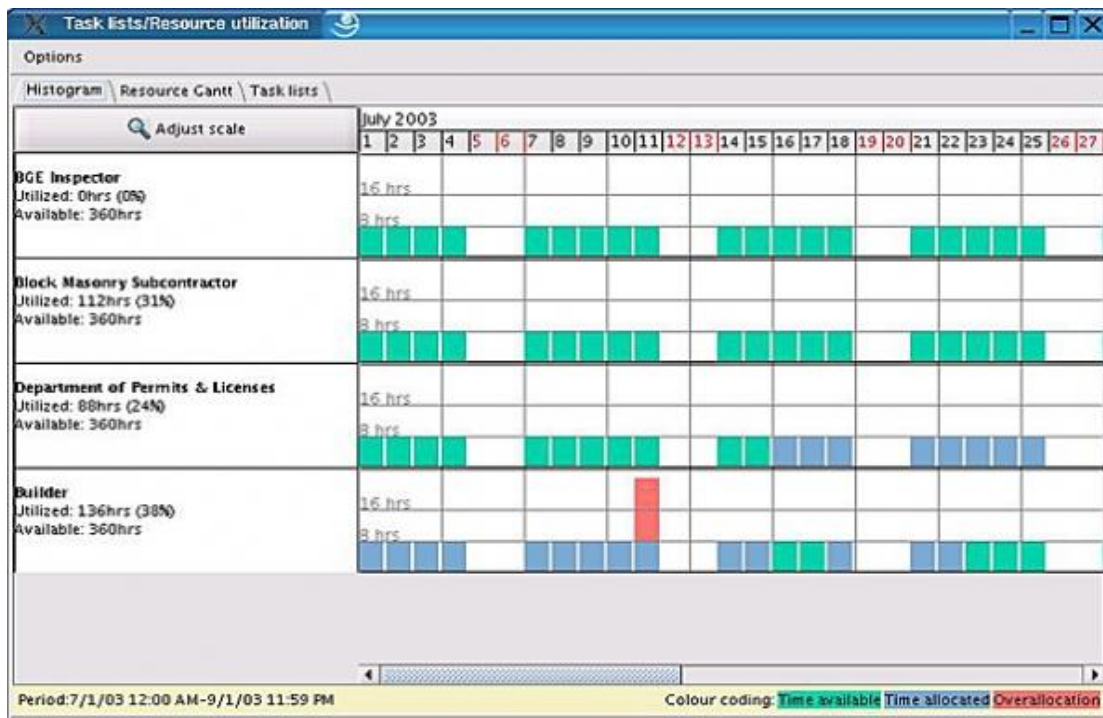 Task lists/Resource utilization
Options
Histogram Resource Gantt Task lists
Adjust scale
July 2003
1 2 3 4 5 6 7 8 9 10 11 12 13 14 15 16 17 18 19 20 21 22 23 24 25 26 27
BGE Inspector
Utilized: 0hrs (0%)
Available: 360hrs
16 hrs
8 hrs
Block Masonry Subcontractor
Utilized: 112hrs (31%)
Available: 360hrs
16 hrs
8 hrs
Department of Permits & Licenses
Utilized: 88hrs (24%)
Available: 360hrs
16 hrs
8 hrs
Builder
Utilized: 136hrs (38%)
Available: 360hrs
16 hrs
8 hrs
Period:7/1/03 12:00 AM-9/1/03 11:59 PM
Colour coding: Time available Time allocated Overallocation